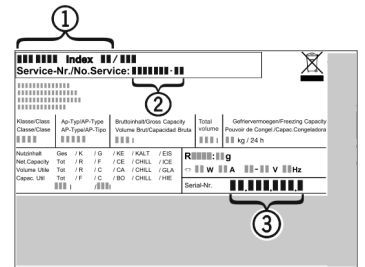 1
Index /
Service-Nr./No.Service: -
2
Klasse/Class Ap-Typ/AP-Type Bruttoinhalt/Gross Capacity Total Gefriervermoegen/Freezing Capacity
Classe/Clase AP-Type/AP-Tipo Volume Brut/Capacidad Bruta volume Pouvoir de Congel./Capac.Congeladora
l l kg / 24 h
Nutzinhalt Ges / K / G / KE / KALT / EIS
Net.Capacity Tot / R / F / CE / CHILL / ICE
Volume Utile Tot / R / C / CA / CHILL / GLA
Capac. Util Tot / F / C / BO / CHILL / HIE
l / l
R : g
W A - V Hz
Serial-Nr. . . .
3